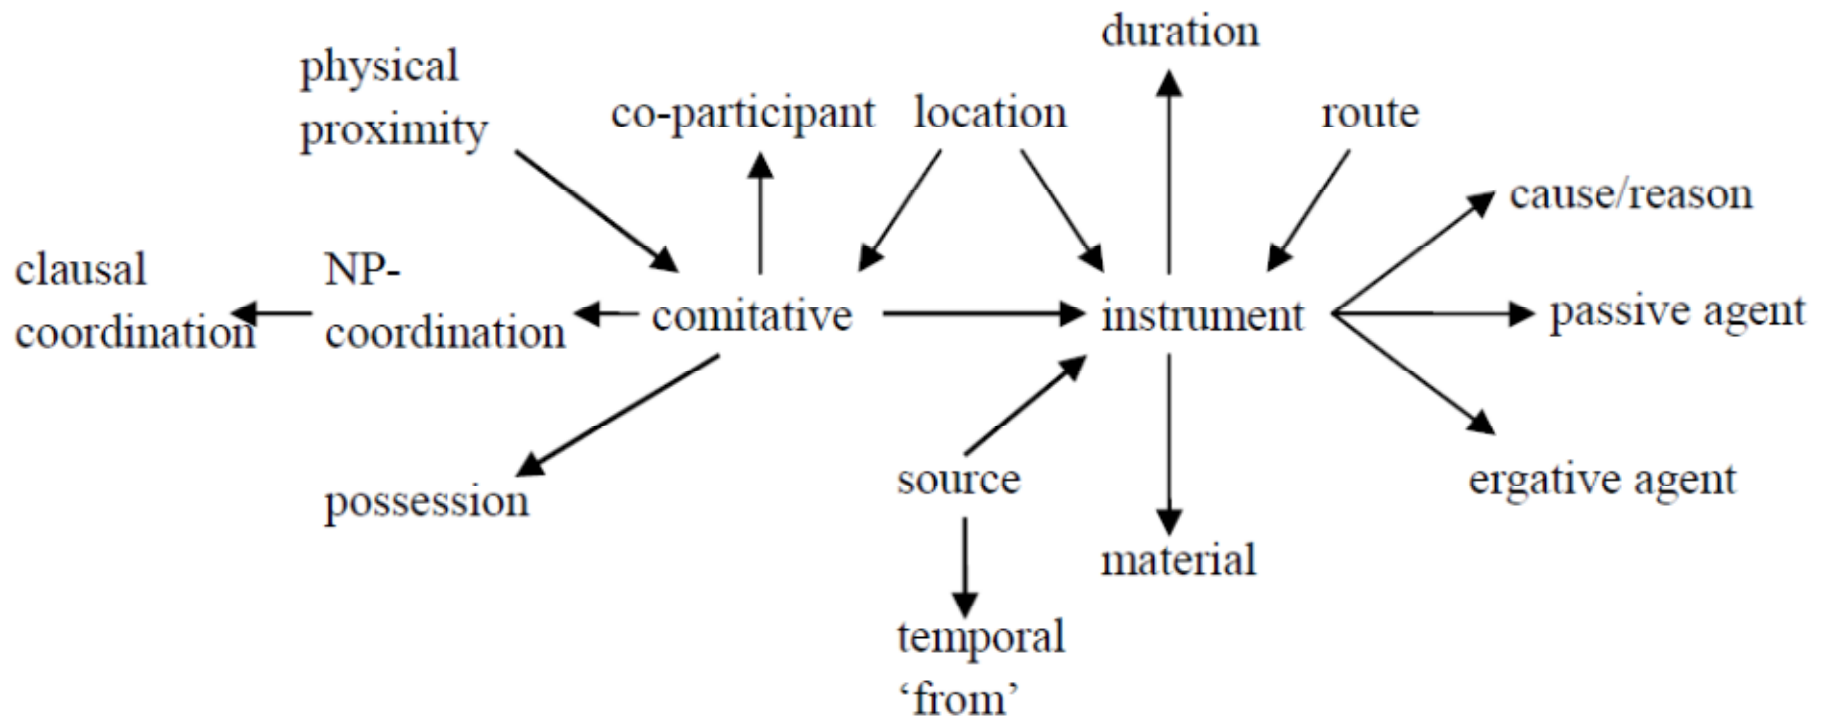 duration
physical
proximity
co-participant
location
route
cause/reason
clausal
coordination
NP-
coordination
comitative
instrument
passive agent
possession
source
ergative agent
material
temporal
‘from’